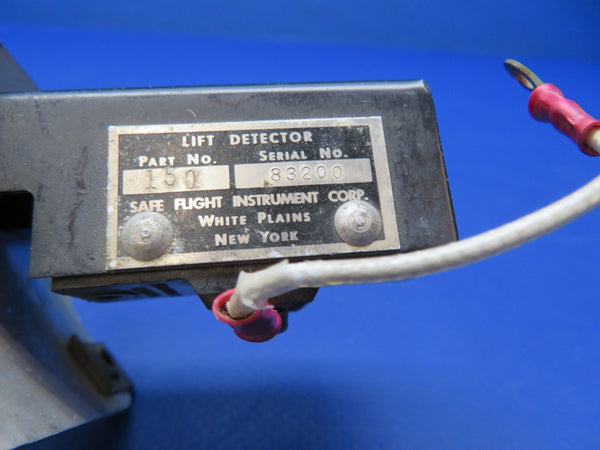 LIFT DETECTOR
PART NO. SERIAL NO.
150 83200
SAFE FLIGHT INSTRUMENT CORP.
WHITE PLAINS
NEW YORK